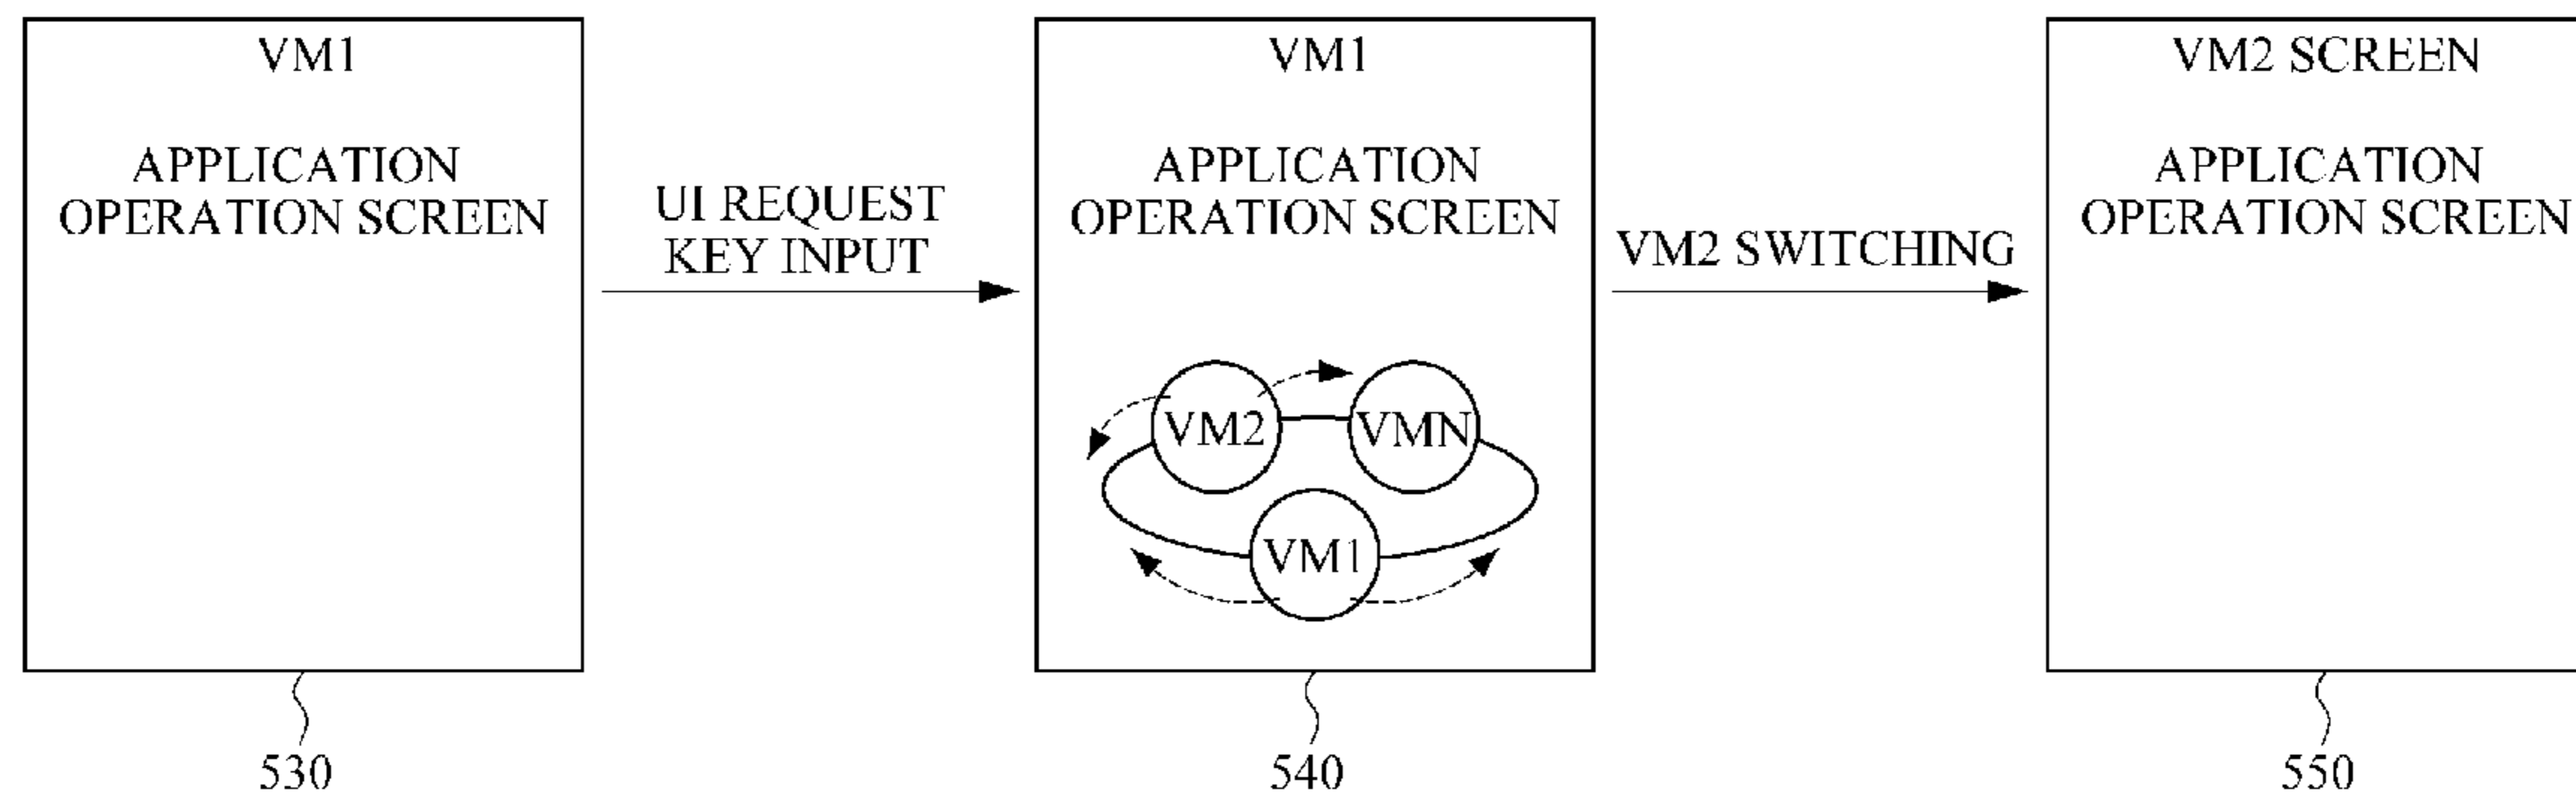 VM1
APPLICATION
OPERATION SCREEN
530
UI REQUEST
KEY INPUT
VM1
APPLICATION
OPERATION SCREEN
VM2
VMN
VM1
540
VM2 SWITCHING
VM2 SCREEN
APPLICATION
OPERATION SCREEN
550